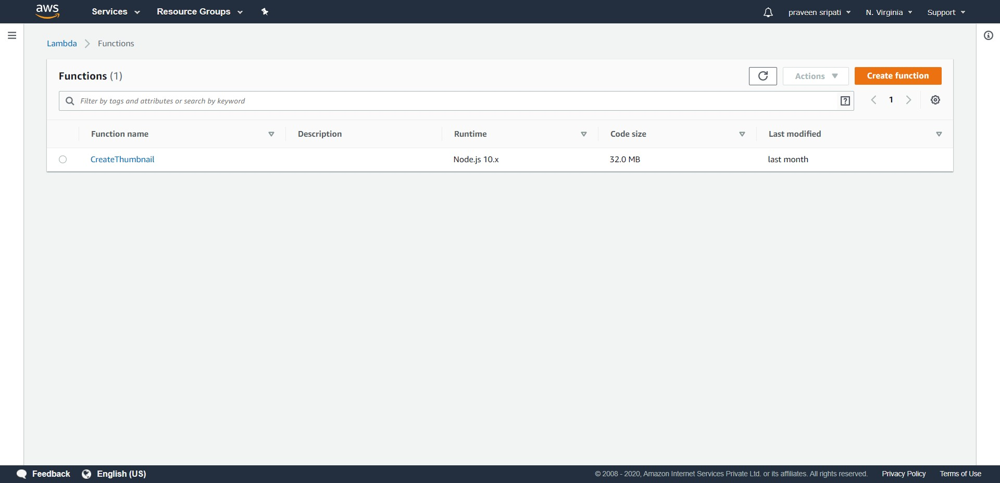 aws Services Resource Groups praveen sripati N. Virginia Support
Lambda Functions
Functions (1) Actions Create function
Filter by tags and attributes or search by keyword ? 1
Function name Description Runtime Code size Last modified
CreateThumbnail Node.js 10.x 32.0 MB last month
Feedback English (US) © 2008 - 2020, Amazon Internet Services Private Ltd. or its affiliates. All rights reserved. Privacy Policy Terms of Use